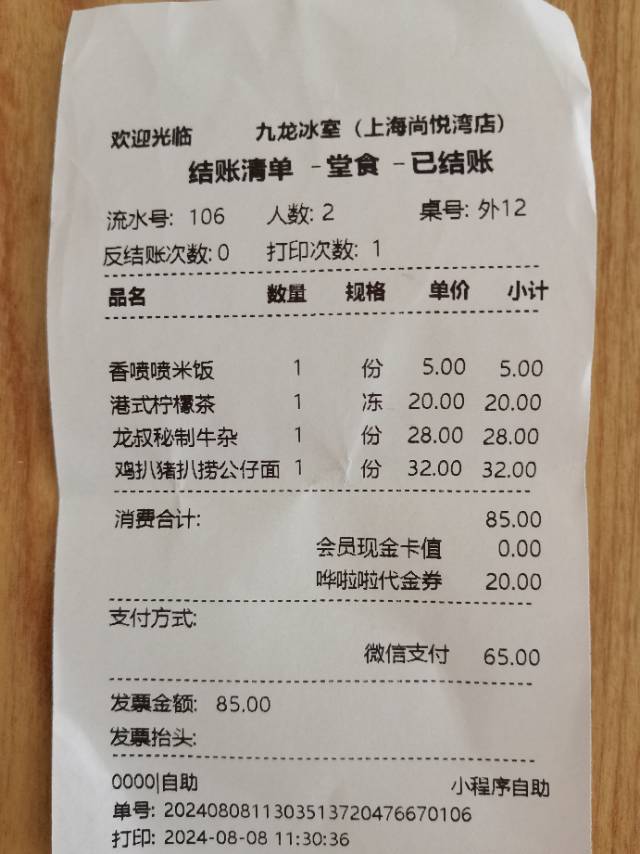 欢迎光临 九龙冰室（上海尚悦湾店）
结账清单 -堂食 -已结账
流水号: 106 人数: 2 桌号: 外12
反结账次数: 0 打印次数: 1
品名 数量 规格 单价 小计
香喷喷米饭 1 份 5.00 5.00
港式柠檬茶 1 冻 20.00 20.00
龙叔秘制牛杂 1 份 28.00 28.00
鸡扒猪扒捞公仔面 1 份 32.00 32.00
消费合计: 85.00
会员现金卡值 0.00
哗啦啦代金券 20.00
支付方式:
微信支付 65.00
发票金额: 85.00
发票抬头:
0000|自助 小程序自助
单号: 2024080811303513720476670106
打印: 2024-08-08 11:30:36